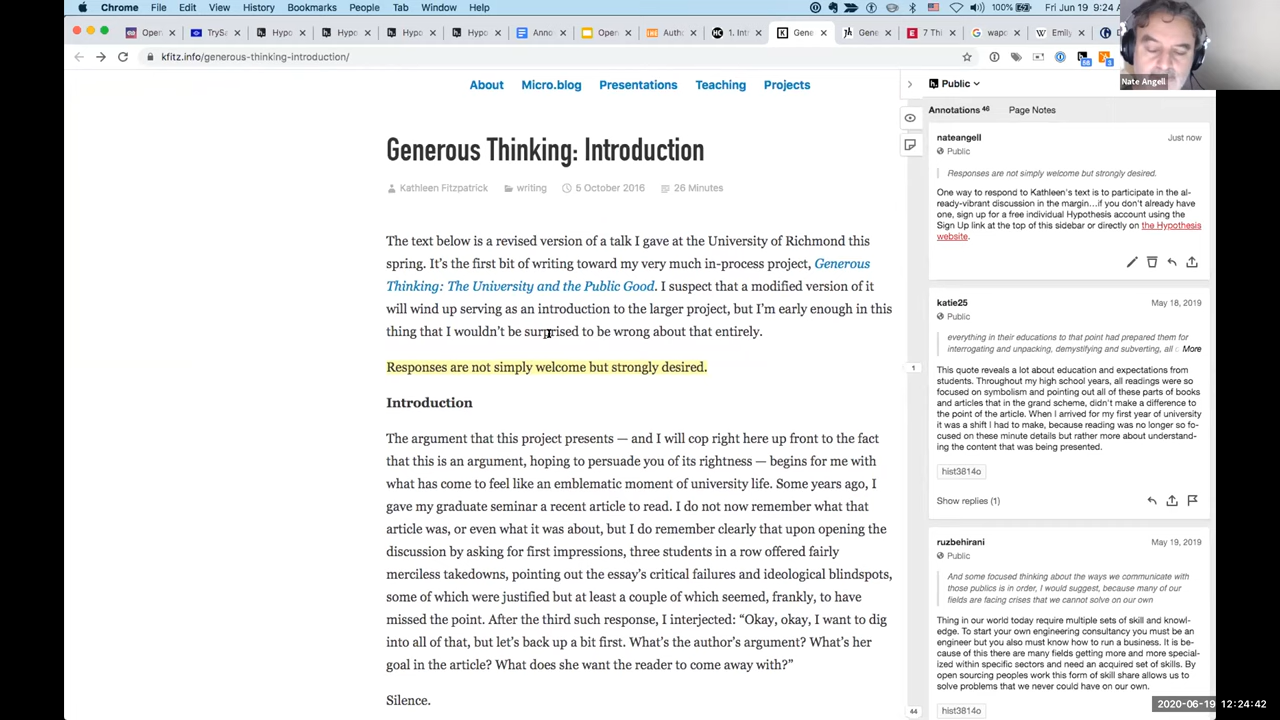 Chrome File Edit View History Bookmarks People Tab Window Help 100% Fri Jun 19 9:24
Open TrySa Hypo Hypo Hypo Hypo Anno Open Autho 1. Int Gene Gene 7 Thi wapo Emily
kfitz.info/generous-thinking-introduction/
Nate Angell
About Micro.blog Presentations Teaching Projects
Generous Thinking: Introduction
Kathleen Fitzpatrick writing 5 October 2016 26 Minutes
The text below is a revised version of a talk I gave at the University of Richmond this
spring. It's the first bit of writing toward my very much in-process project, Generous
Thinking: The University and the Public Good. I suspect that a modified version of it
will wind up serving as an introduction to the larger project, but I'm early enough in this
thing that I wouldn't be surprised to be wrong about that entirely.
Responses are not simply welcome but strongly desired.
Introduction
The argument that this project presents — and I will cop right here up front to the fact
that this is an argument, hoping to persuade you of its rightness — begins for me with
what has come to feel like an emblematic moment of university life. Some years ago, I
gave my graduate seminar a recent article to read. I do not now remember what that
article was, or even what it was about, but I do remember clearly that upon opening the
discussion by asking for first impressions, three students in a row offered fairly
merciless takedowns, pointing out the essay's critical failures and ideological blindspots,
some of which were justified but at least a couple of which seemed, frankly, to have
missed the point. After the third such response, I interjected: "Okay, okay, I want to dig
into all of that, but let's back up a bit first. What's the author's argument? What's her
goal in the article? What does she want the reader to come away with?"
Silence.
Public
Annotations 46 Page Notes
nateangell Just now
Public
Responses are not simply welcome but strongly desired.
One way to respond to Kathleen's text is to participate in the al-
ready-vibrant discussion in the margin...if you don't already have
one, sign up for a free individual Hypothesis account using the
Sign Up link at the top of this sidebar or directly on the Hypothesis
website.
katie25 May 18, 2019
Public
everything in their educations to that point had prepared them for
interrogating and unpacking, demystifying and subverting, all More
This quote reveals a lot about education and expectations from
students. Throughout my high school years, all readings were so
focused on symbolism and pointing out all of these parts of books
and articles that in the grand scheme, didn't make a difference to
the point of the article. When I arrived for my first year of university
it was a shift I had to make, because reading was no longer so fo-
cused on these minute details but rather more about understand-
ing the content that was being presented.
hist3814o
Show replies (1)
ruzbehirani May 19, 2019
Public
And some focused thinking about the ways we communicate with
those publics is in order, I would suggest, because many of our
fields are facing crises that we cannot solve on our own
Thing in our world today require multiple sets of skill and knowl-
edge. To start your own engineering consultancy you must be an
engineer but you also must know how to run a business. It is be-
cause of this there are many fields getting more and more special-
ized within specific sectors and need an acquired set of skills. By
open sourcing peoples work this form of skill share allows us to
solve problems that we never could have on our own.
hist3814o
1
44
2020-06-19 12:24:42